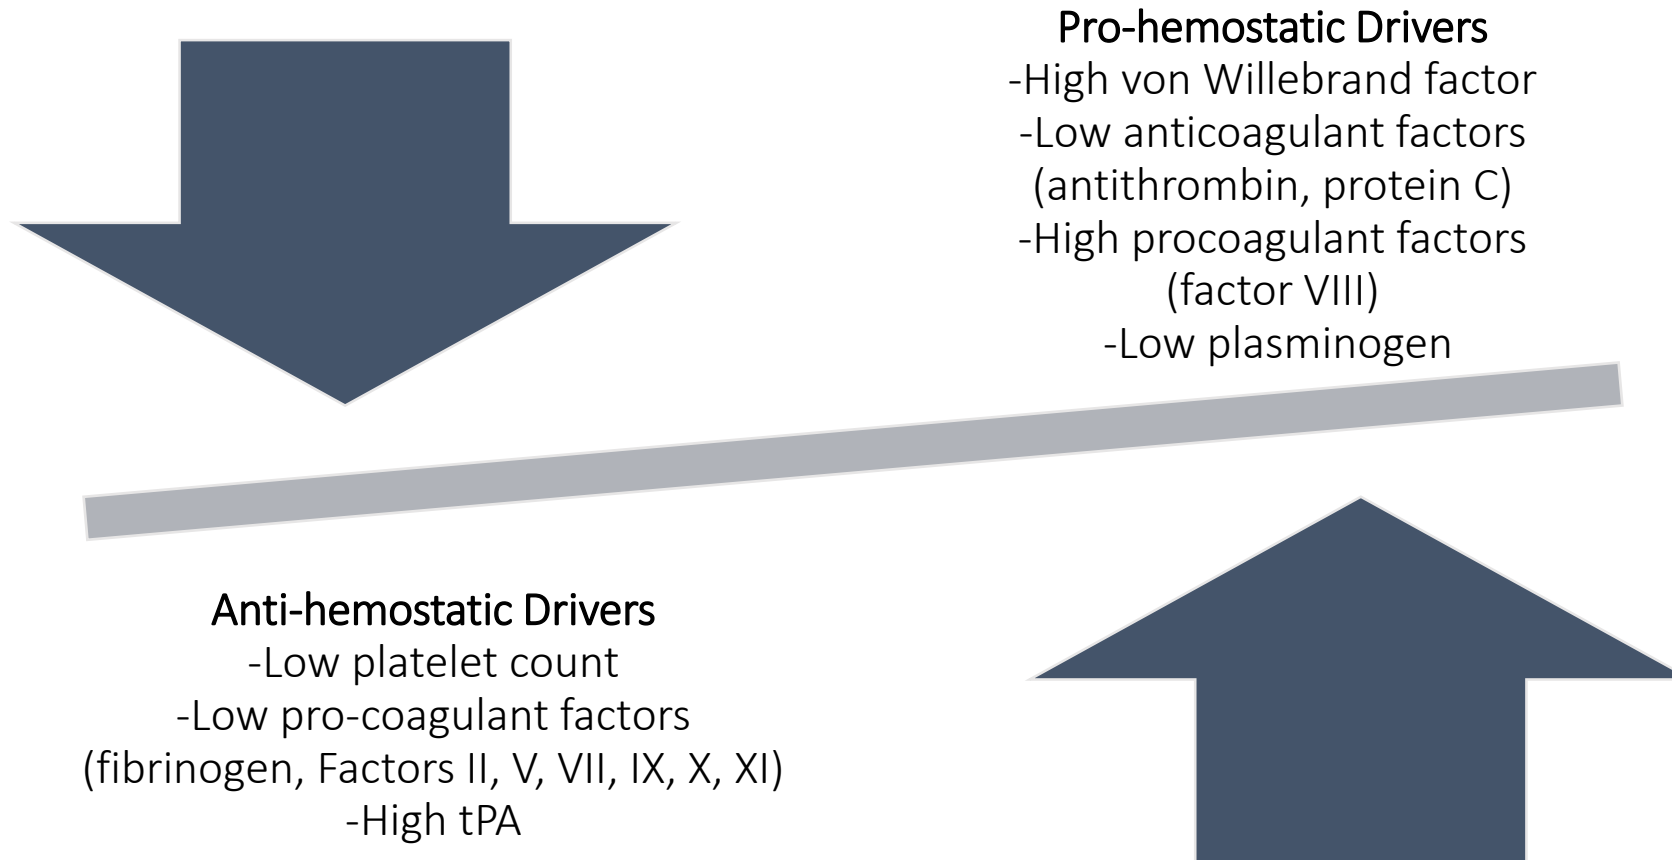 Pro-hemostatic Drivers
-High von Willebrand factor
-Low anticoagulant factors
(antithrombin, protein C)
-High procoagulant factors
(factor VIII)
-Low plasminogen
Anti-hemostatic Drivers
-Low platelet count
-Low pro-coagulant factors
(fibrinogen, Factors II, V, VII, IX, X, XI)
-High tPA